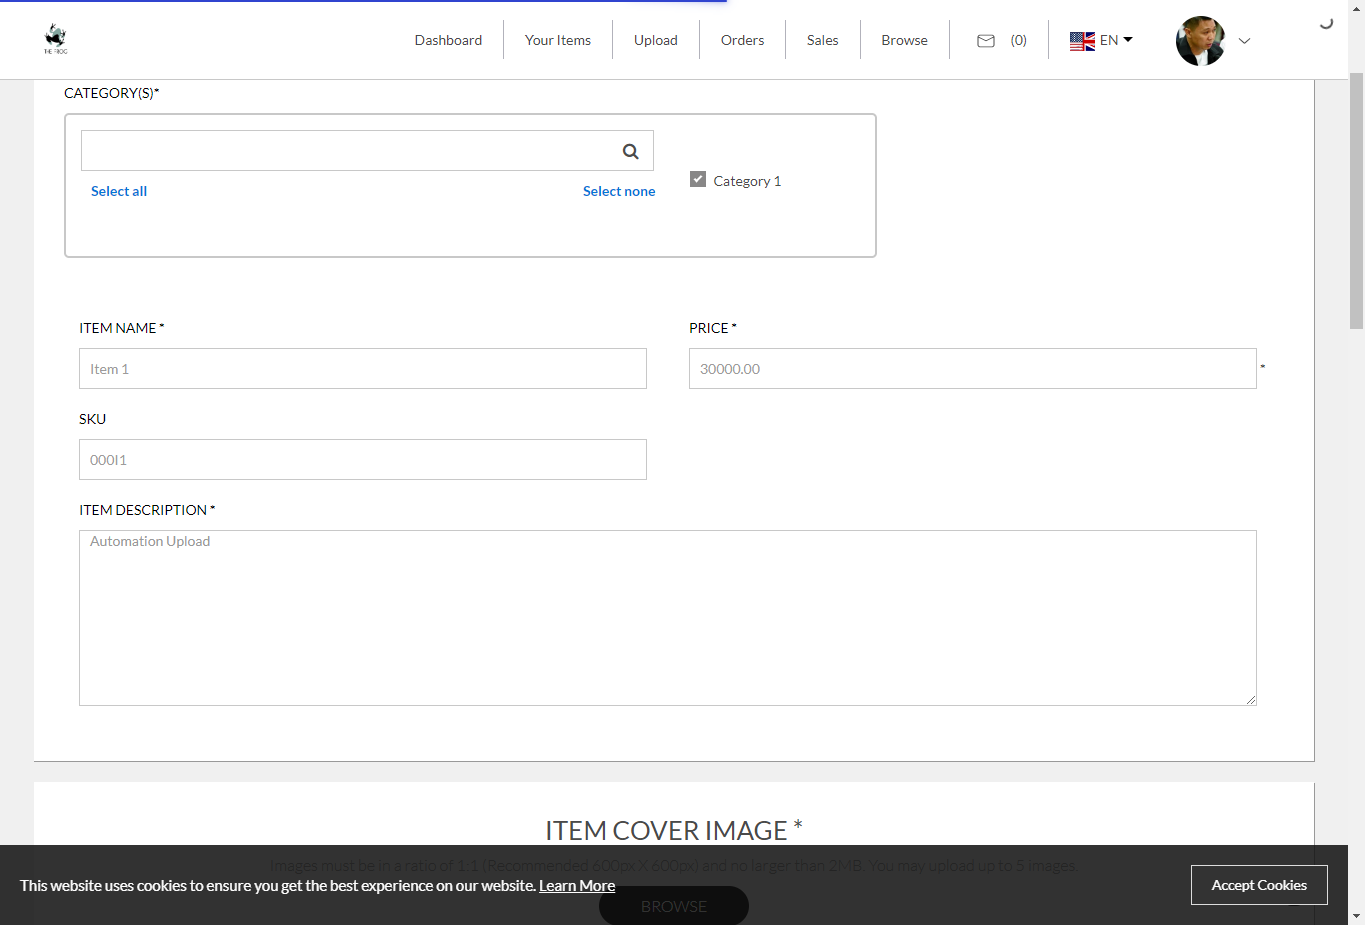 THE FROG
Dashboard
Your Items
Upload
Orders
Sales
Browse
(0)
EN
CATEGORY(S)*
Select all
Select none
Category 1
ITEM NAME *
PRICE *
Item 1
30000.00
*
SKU
000I1
ITEM DESCRIPTION *
Automation Upload
ITEM COVER IMAGE *
Images must be in a ratio of 1:1 (Recommended 600px X 600px) and no larger than 2MB. You may upload up to 5 images.
This website uses cookies to ensure you get the best experience on our website. Learn More
Accept Cookies
BROWSE